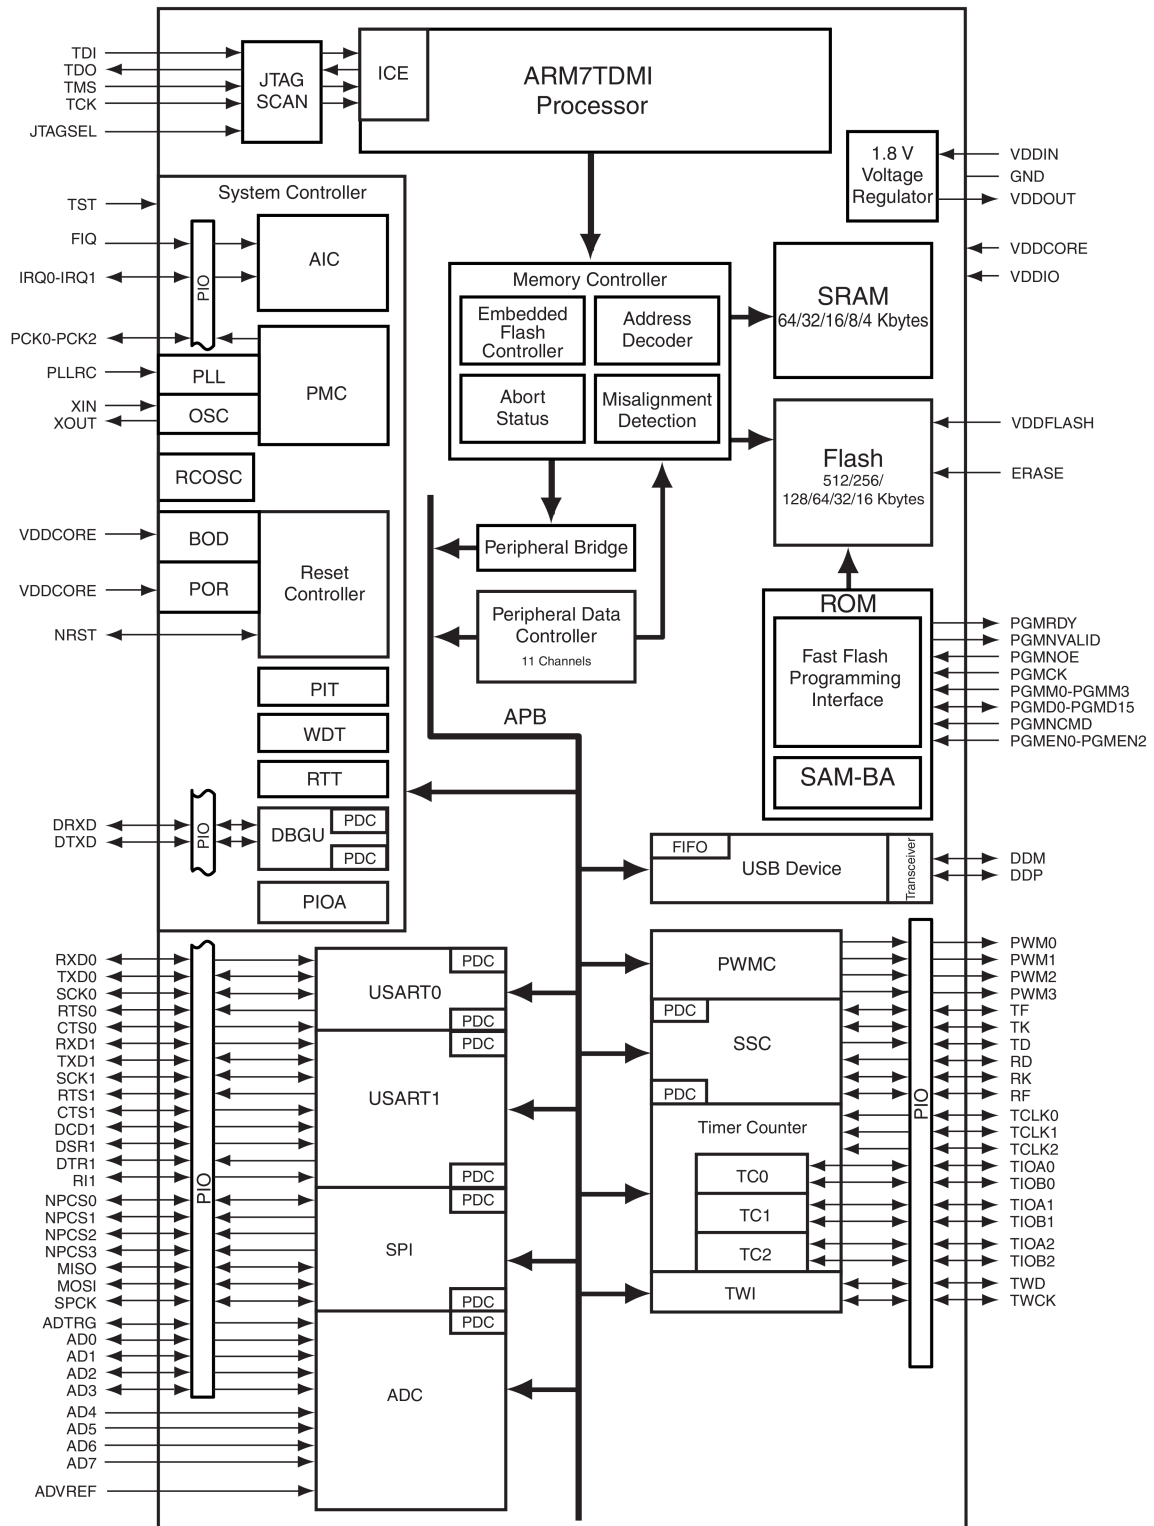 TDI
TDO
TMS
TCK
JTAGSEL
JTAG
SCAN
ICE
ARM7TDMI
Processor
1.8 V
Voltage
Regulator
VDDIN
GND
VDDOUT
VDDCORE
VDDIO
System Controller
TST
FIQ
IRQ0-IRQ1
PIO
AIC
PCK0-PCK2
PLLRC
XIN
XOUT
PLL
OSC
PMC
RCOSC
VDDCORE
VDDCORE
NRST
BOD
POR
Reset
Controller
PIT
WDT
RTT
DRXD
DTXD
PIO
DBGU
PDC
PDC
PIOA
Memory Controller
Embedded
Flash
Controller
Address
Decoder
Abort
Status
Misalignment
Detection
SRAM
64/32/16/8/4 Kbytes
Flash
512/256/
128/64/32/16 Kbytes
VDDFLASH
ERASE
Peripheral Bridge
Peripheral Data
Controller
11 Channels
APB
ROM
Fast Flash
Programming
Interface
SAM-BA
PGMRDY
PGMNVALID
PGMNOE
PGMCK
PGMM0-PGMM3
PGMD0-PGMD15
PGMNCMD
PGMEN0-PGMEN2
FIFO
USB Device
Transceiver
DDM
DDP
RXD0
TXD0
SCK0
RTS0
CTS0
RXD1
TXD1
SCK1
RTS1
CTS1
DCD1
DSR1
DTR1
RI1
NPCS0
NPCS1
NPCS2
NPCS3
MISO
MOSI
SPCK
ADTRG
AD0
AD1
AD2
AD3
AD4
AD5
AD6
AD7
ADVREF
PIO
PDC
USART0
PDC
PDC
USART1
PDC
PDC
SPI
PDC
PDC
ADC
PWMC
PDC
SSC
PDC
Timer Counter
TC0
TC1
TC2
TWI
PIO
PWM0
PWM1
PWM2
PWM3
TF
TK
TD
RD
RK
RF
TCLK0
TCLK1
TCLK2
TIOA0
TIOB0
TIOA1
TIOB1
TIOA2
TIOB2
TWD
TWCK